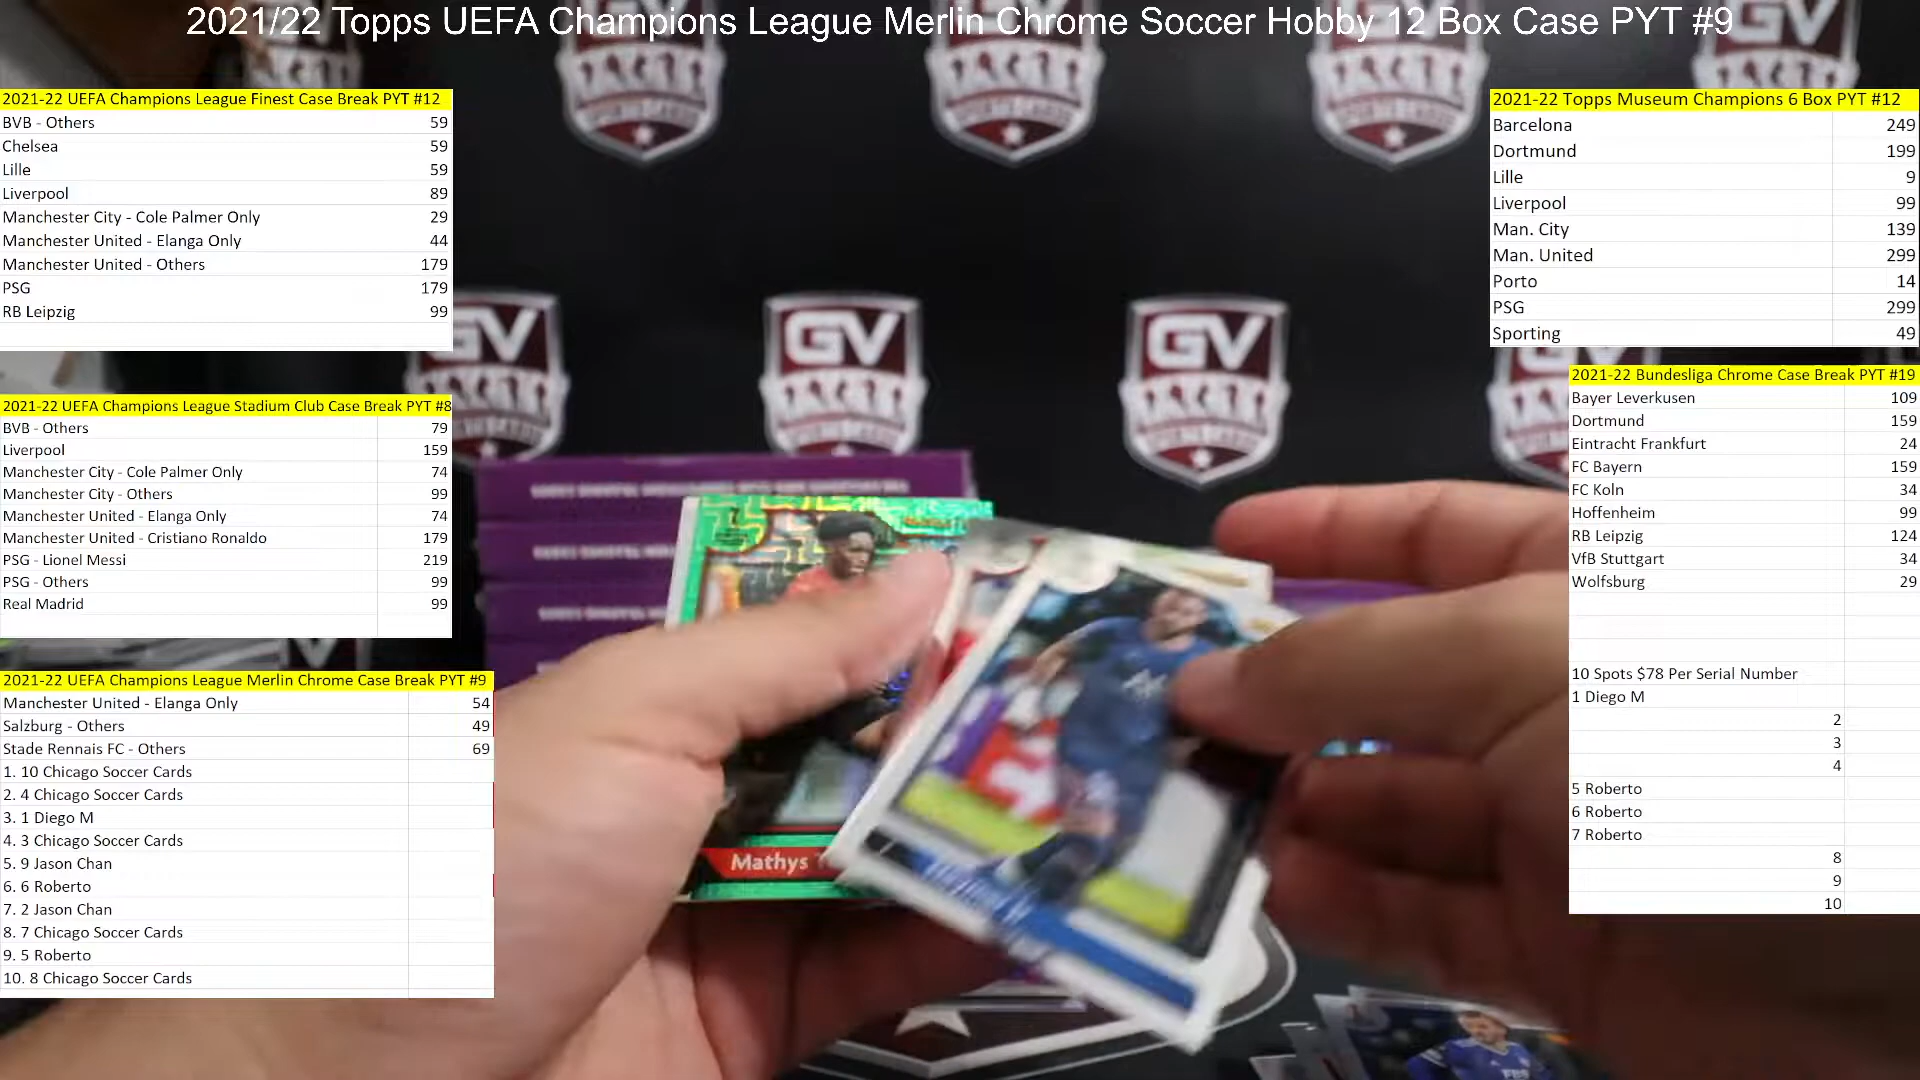 2021/22 Topps UEFA Champions League Merlin Chrome Soccer Hobby 12 Box Case PYT #9
2021-22 UEFA Champions League Finest Case Break PYT #12
BVB - Others 59
Chelsea 59
Lille 59
Liverpool 89
Manchester City - Cole Palmer Only 29
Manchester United - Elanga Only 44
Manchester United - Others 179
PSG 179
RB Leipzig 99
2021-22 UEFA Champions League Stadium Club Case Break PYT #8
BVB - Others 79
Liverpool 159
Manchester City - Cole Palmer Only 74
Manchester City - Others 99
Manchester United - Elanga Only 74
Manchester United - Cristiano Ronaldo 179
PSG - Lionel Messi 219
PSG - Others 99
Real Madrid 99
2021-22 UEFA Champions League Merlin Chrome Case Break PYT #9
Manchester United - Elanga Only 54
Salzburg - Others 49
Stade Rennais FC - Others 69
1. 10 Chicago Soccer Cards
2. 4 Chicago Soccer Cards
3. 1 Diego M
4. 3 Chicago Soccer Cards
5. 9 Jason Chan
6. 6 Roberto
7. 2 Jason Chan
8. 7 Chicago Soccer Cards
9. 5 Roberto
10. 8 Chicago Soccer Cards
2021-22 Topps Museum Champions 6 Box PYT #12
Barcelona 249
Dortmund 199
Lille 9
Liverpool 99
Man. City 139
Man. United 299
Porto 14
PSG 299
Sporting 49
2021-22 Bundesliga Chrome Case Break PYT #19
Bayer Leverkusen 109
Dortmund 159
Eintracht Frankfurt 24
FC Bayern 159
FC Koln 34
Hoffenheim 99
RB Leipzig 124
VfB Stuttgart 34
Wolfsburg 29
10 Spots $78 Per Serial Number
1 Diego M
2
3
4
5 Roberto
6 Roberto
7 Roberto
8
9
10
GV
GV
GV
GV
GV
Mathys